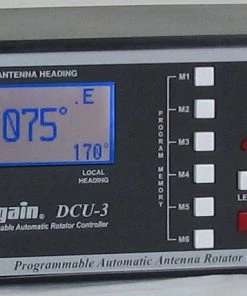 ANTENNA HEADING
.E
075°
170°
LOCAL
HEADING
PROGRAM MEMORY
M1
M2
M3
M4
M5
M6
gain. DCU-3
able Automatic Rotator Controller
Programmable Automatic Antenna Rotator